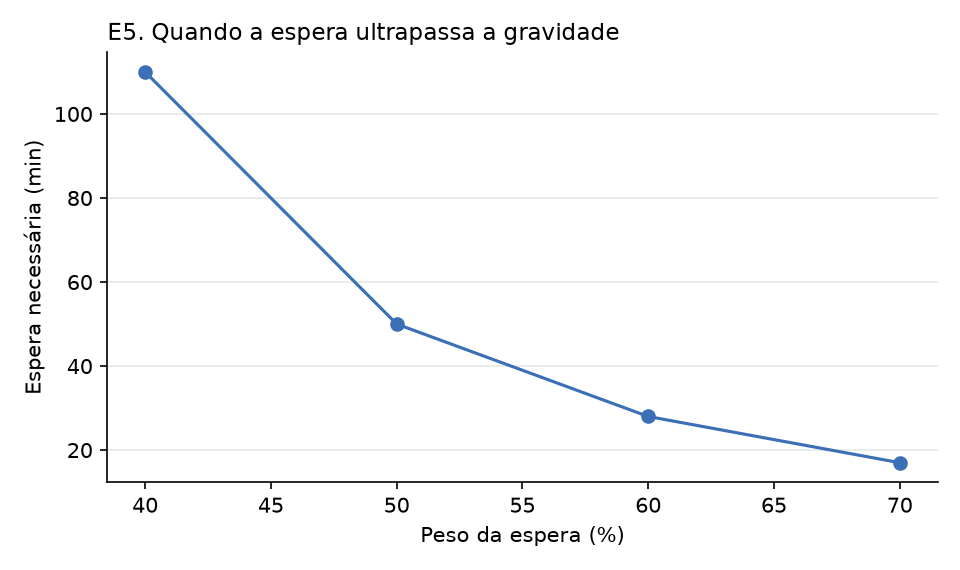 E5. Quando a espera ultrapassa a gravidade
Espera necessária (min)
100
80
60
40
20
40 45 50 55 60 65 70
Peso da espera (%)